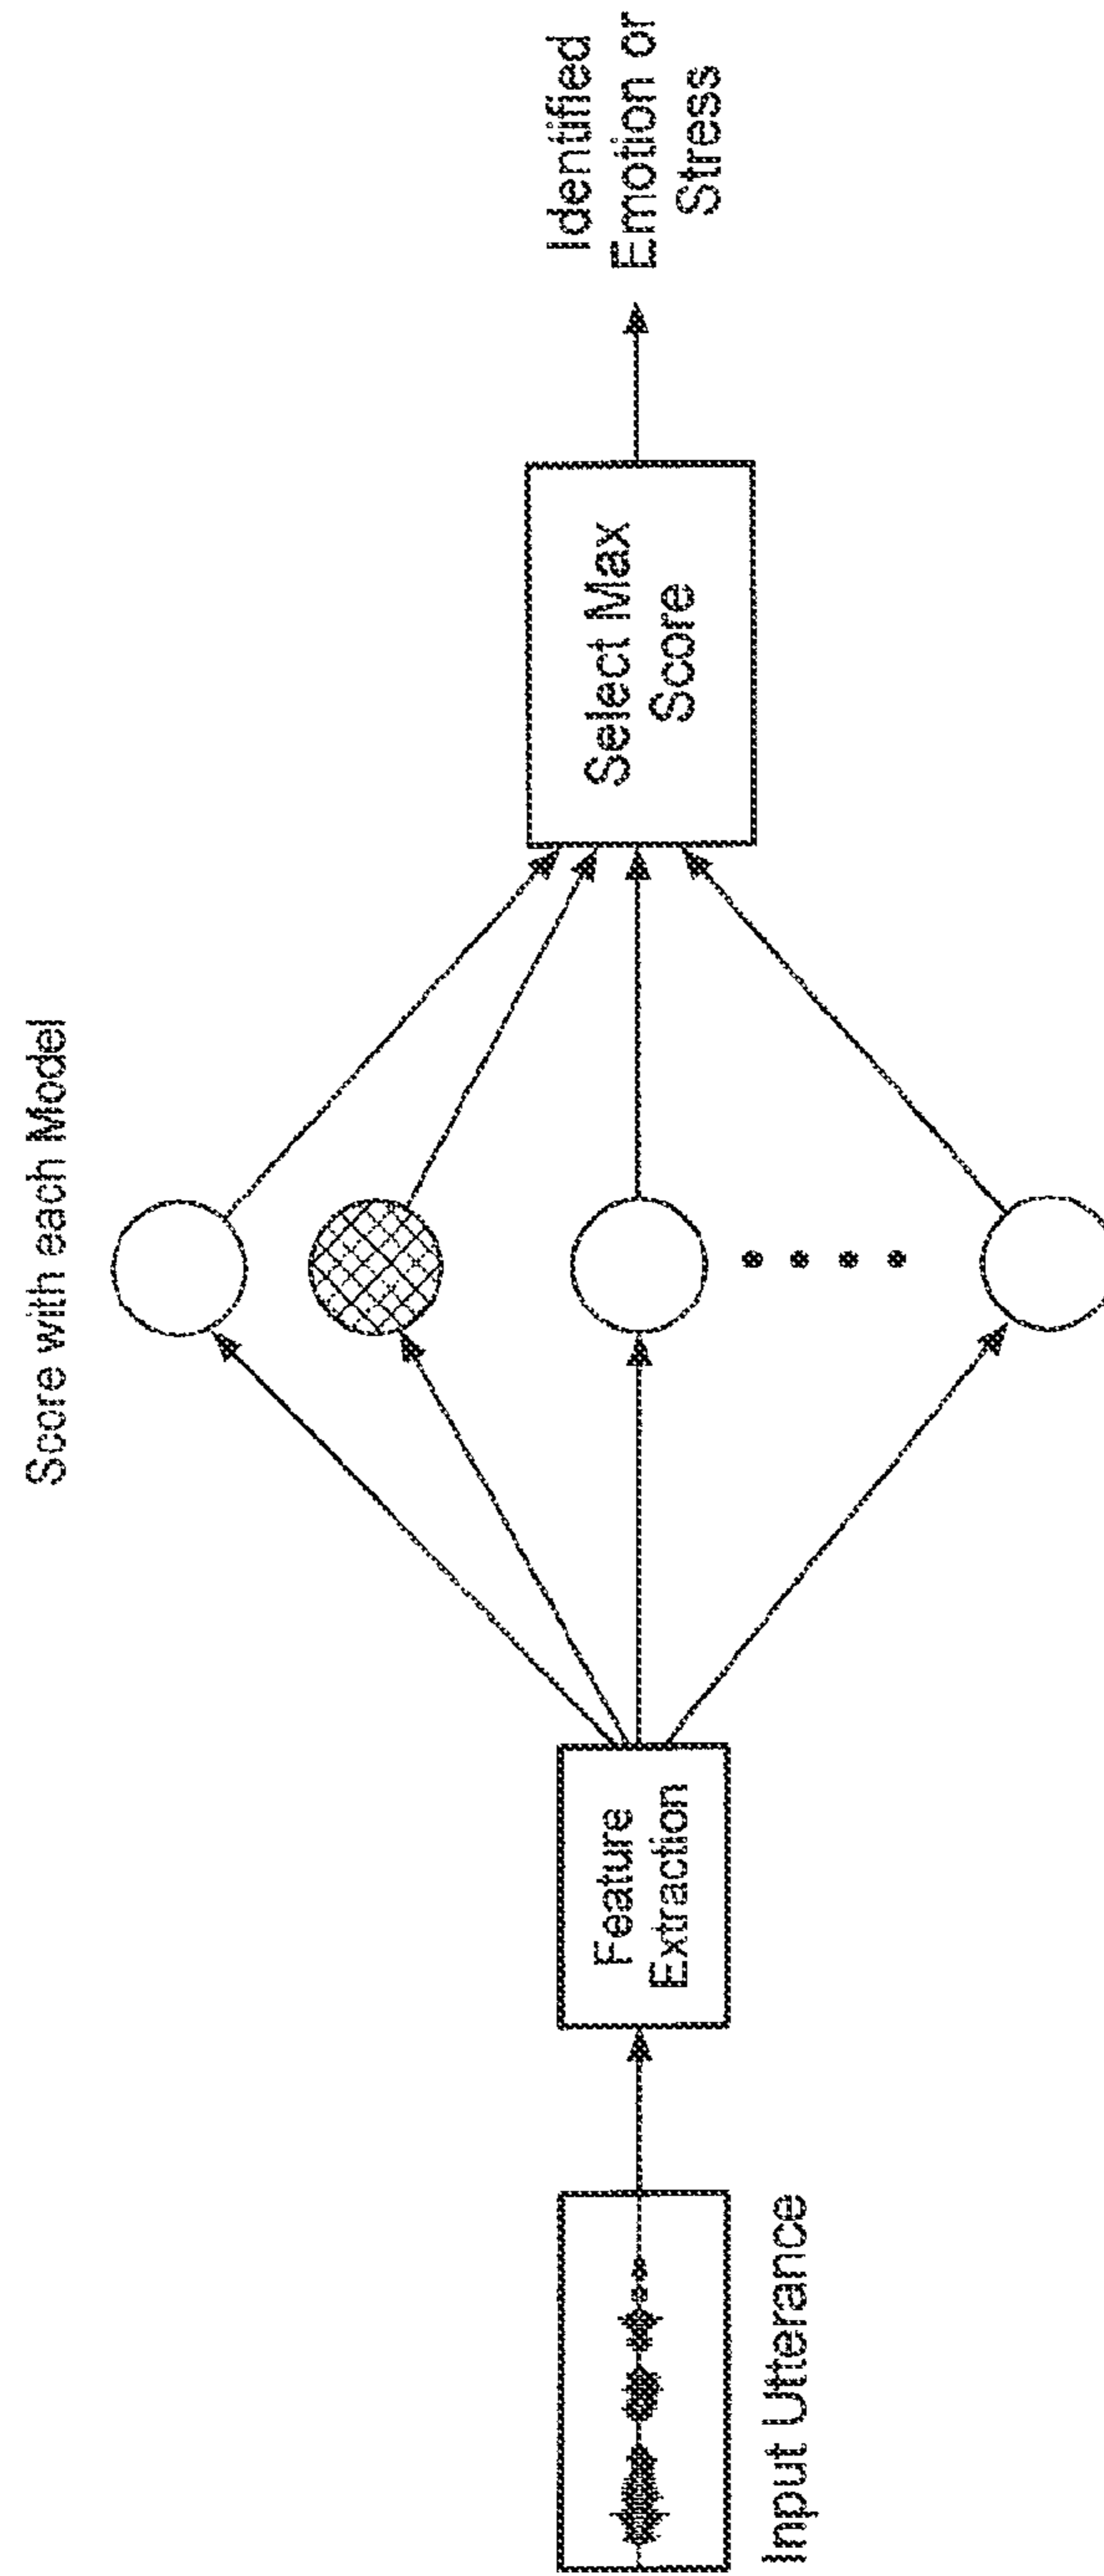 Score with each Model
Input Utterance
Feature
Extraction
Select Max
Score
Identified
Emotion or
Stress